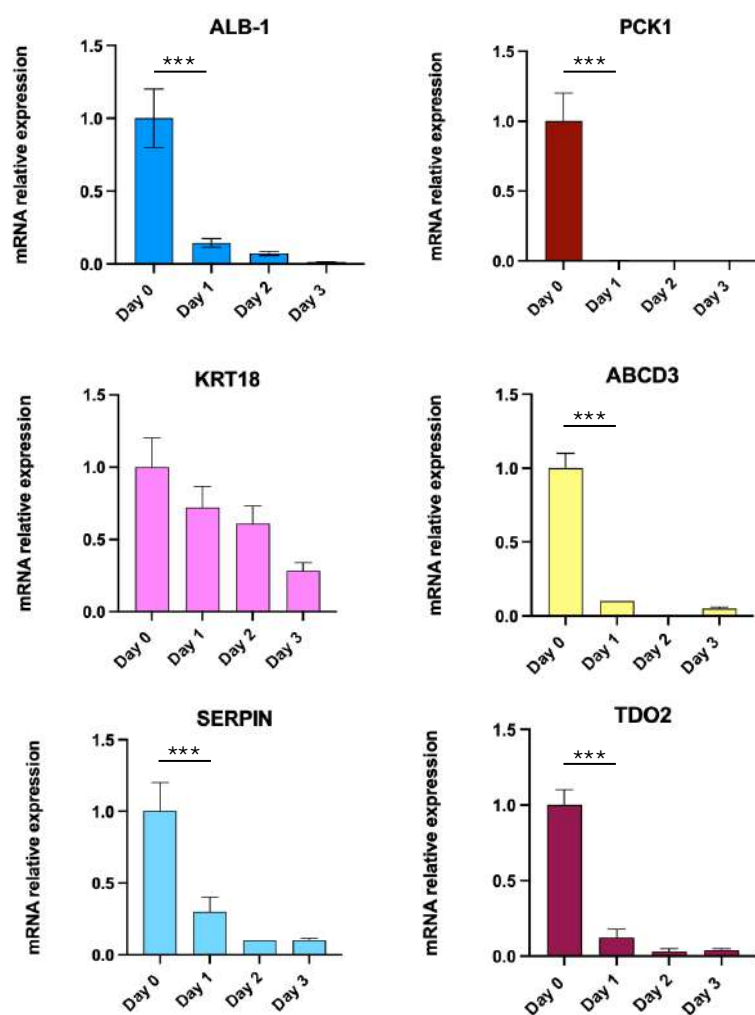 ALB-1
***
mRNA relative expression
1.5
1.0
0.5
0.0
Day 0
Day 1
Day 2
Day 3
PCK1
***
mRNA relative expression
1.5
1.0
0.5
0.0
Day 0
Day 1
Day 2
Day 3
KRT18
mRNA relative expression
1.5
1.0
0.5
0.0
Day 0
Day 1
Day 2
Day 3
ABCD3
***
mRNA relative expression
1.5
1.0
0.5
0.0
Day 0
Day 1
Day 2
Day 3
SERPIN
***
mRNA relative expression
1.5
1.0
0.5
0.0
Day 0
Day 1
Day 2
Day 3
TDO2
***
mRNA relative expression
1.5
1.0
0.5
0.0
Day 0
Day 1
Day 2
Day 3